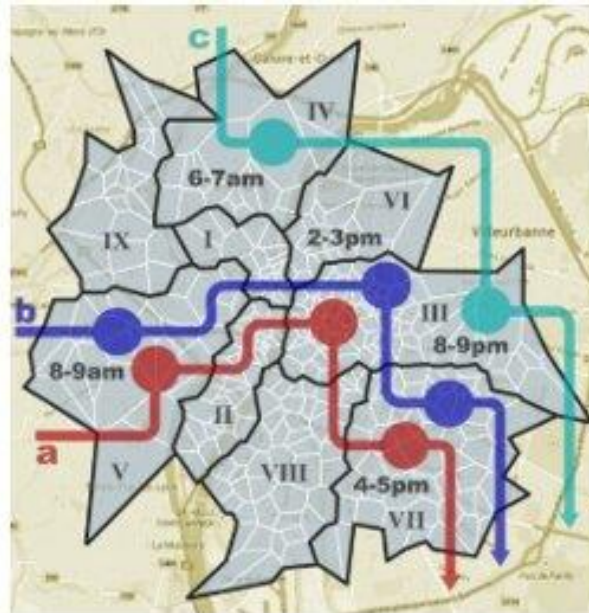 c
IV
6-7am
VI
IX
I
2-3pm
Villeurbanne
b
III
8-9pm
8-9am
II
a
V
VIII
4-5pm
VII